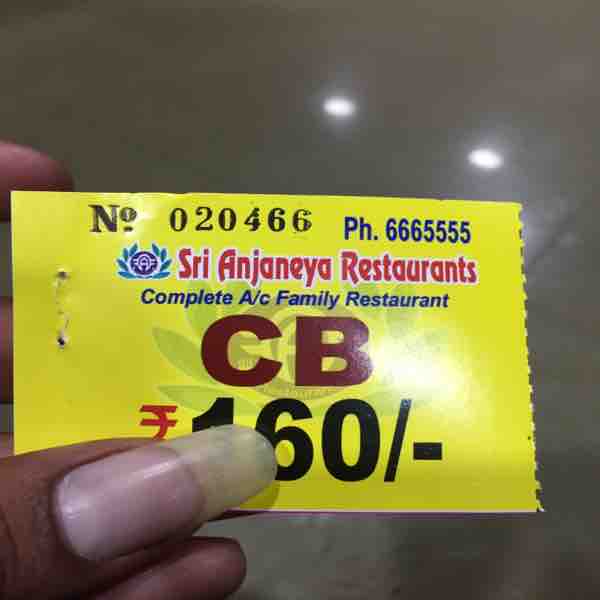 Nº 020466 Ph. 6665555
Sri Anjaneya Restaurants
Complete A/c Family Restaurant
CB
₹160/-